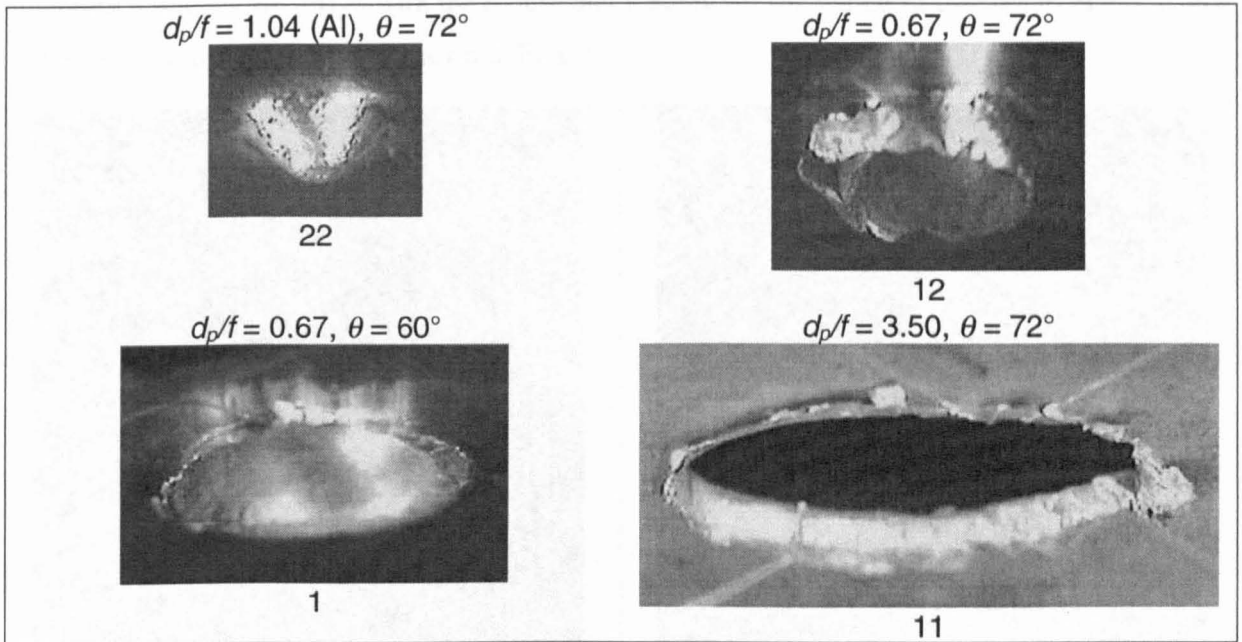 d_p/f = 1.04 (Al), θ = 72°
d_p/f = 0.67, θ = 72°
22
12
d_p/f = 0.67, θ = 60°
d_p/f = 3.50, θ = 72°
1
11